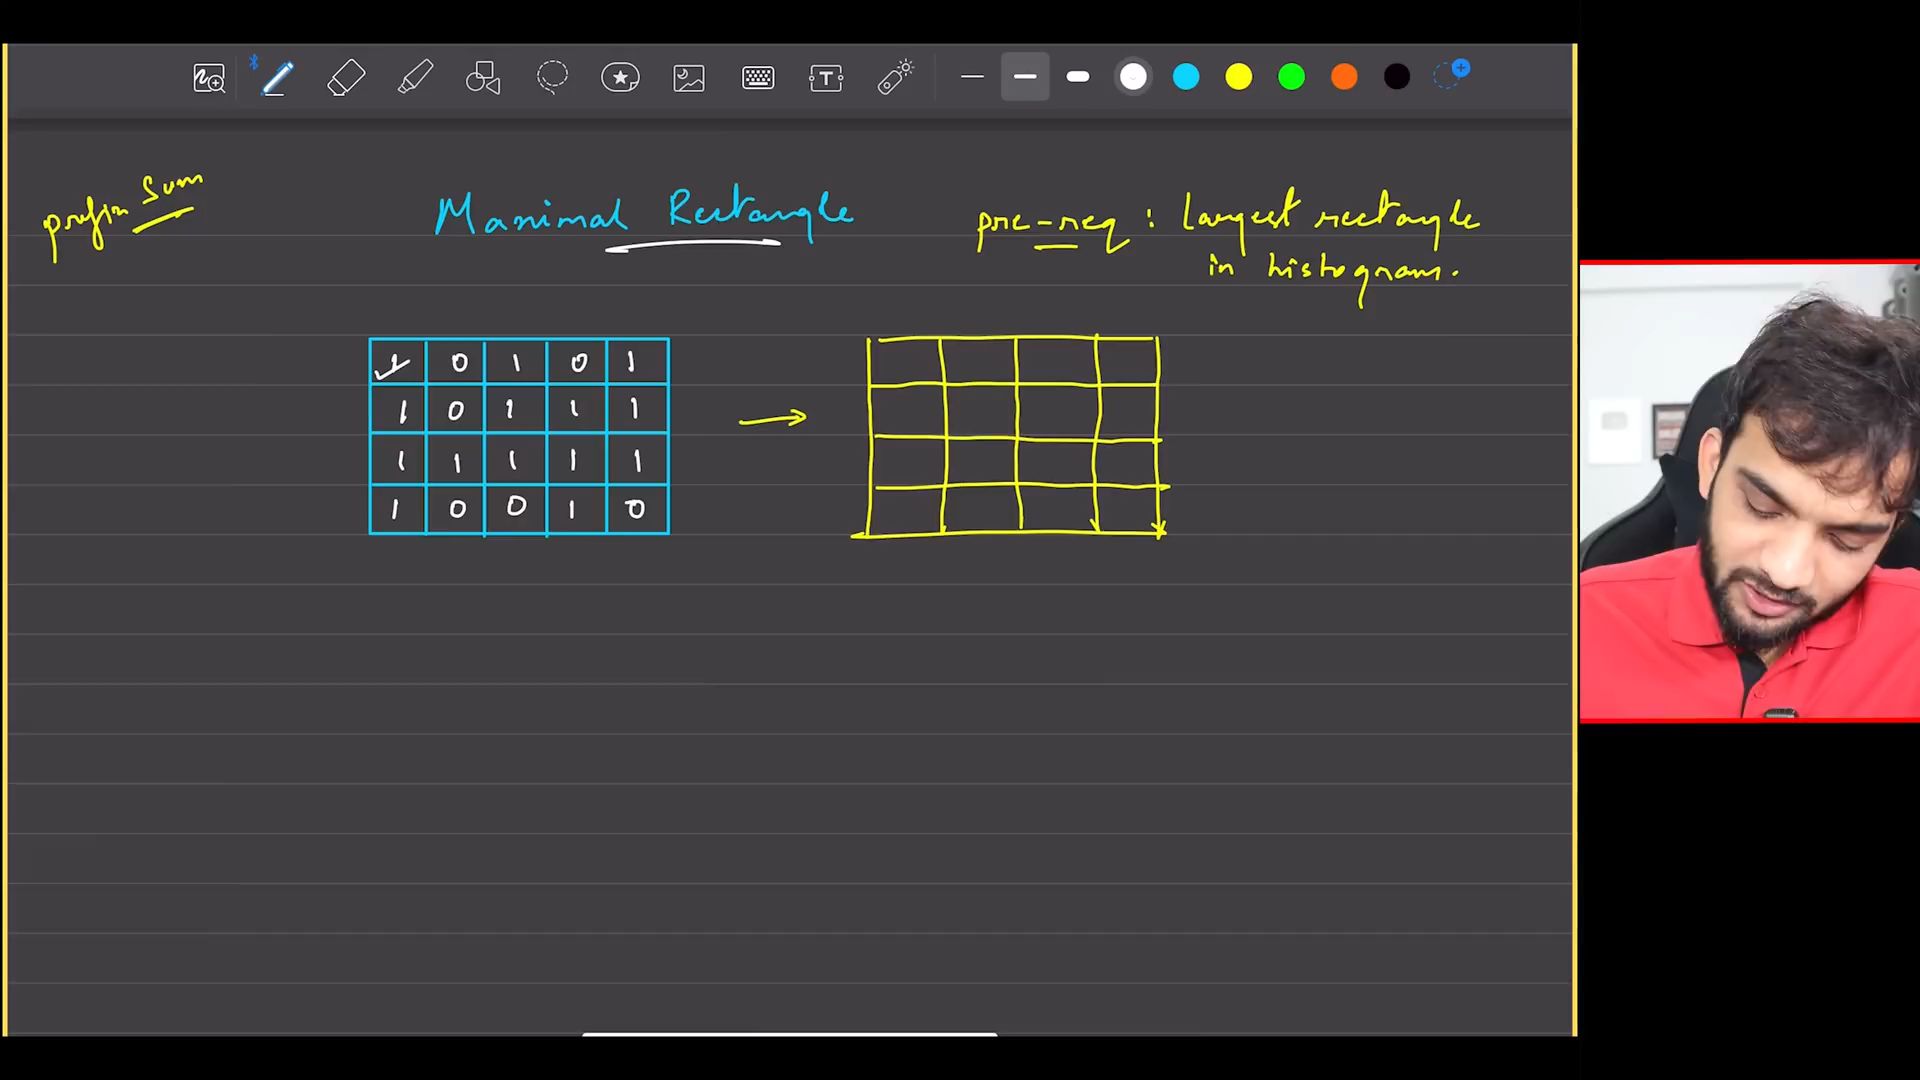 prefix Sum
Maximal Rectangle
pre-req : Largest rectangle
in histogram.
1 0 1 0 1
1 0 1 1 1
1 1 1 1 1
1 0 0 1 0